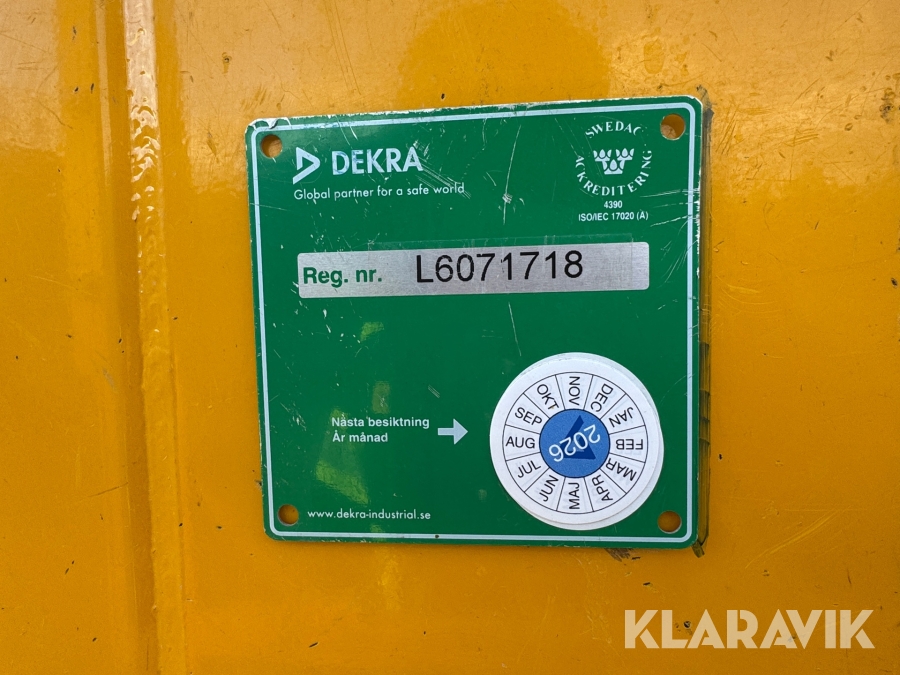 DEKRA
Global partner for a safe world
SWEDAC
AKKREDITERING
4390
ISO/IEC 17020 (A)
Reg. nr. L6071718
Nästa besiktning
År månad
JAN
FEB
MAR
APR
MAJ
JUN
JUL
AUG
SEP
OKT
NOV
DEC
2026
www.dekra-industrial.se
KLARAVIK